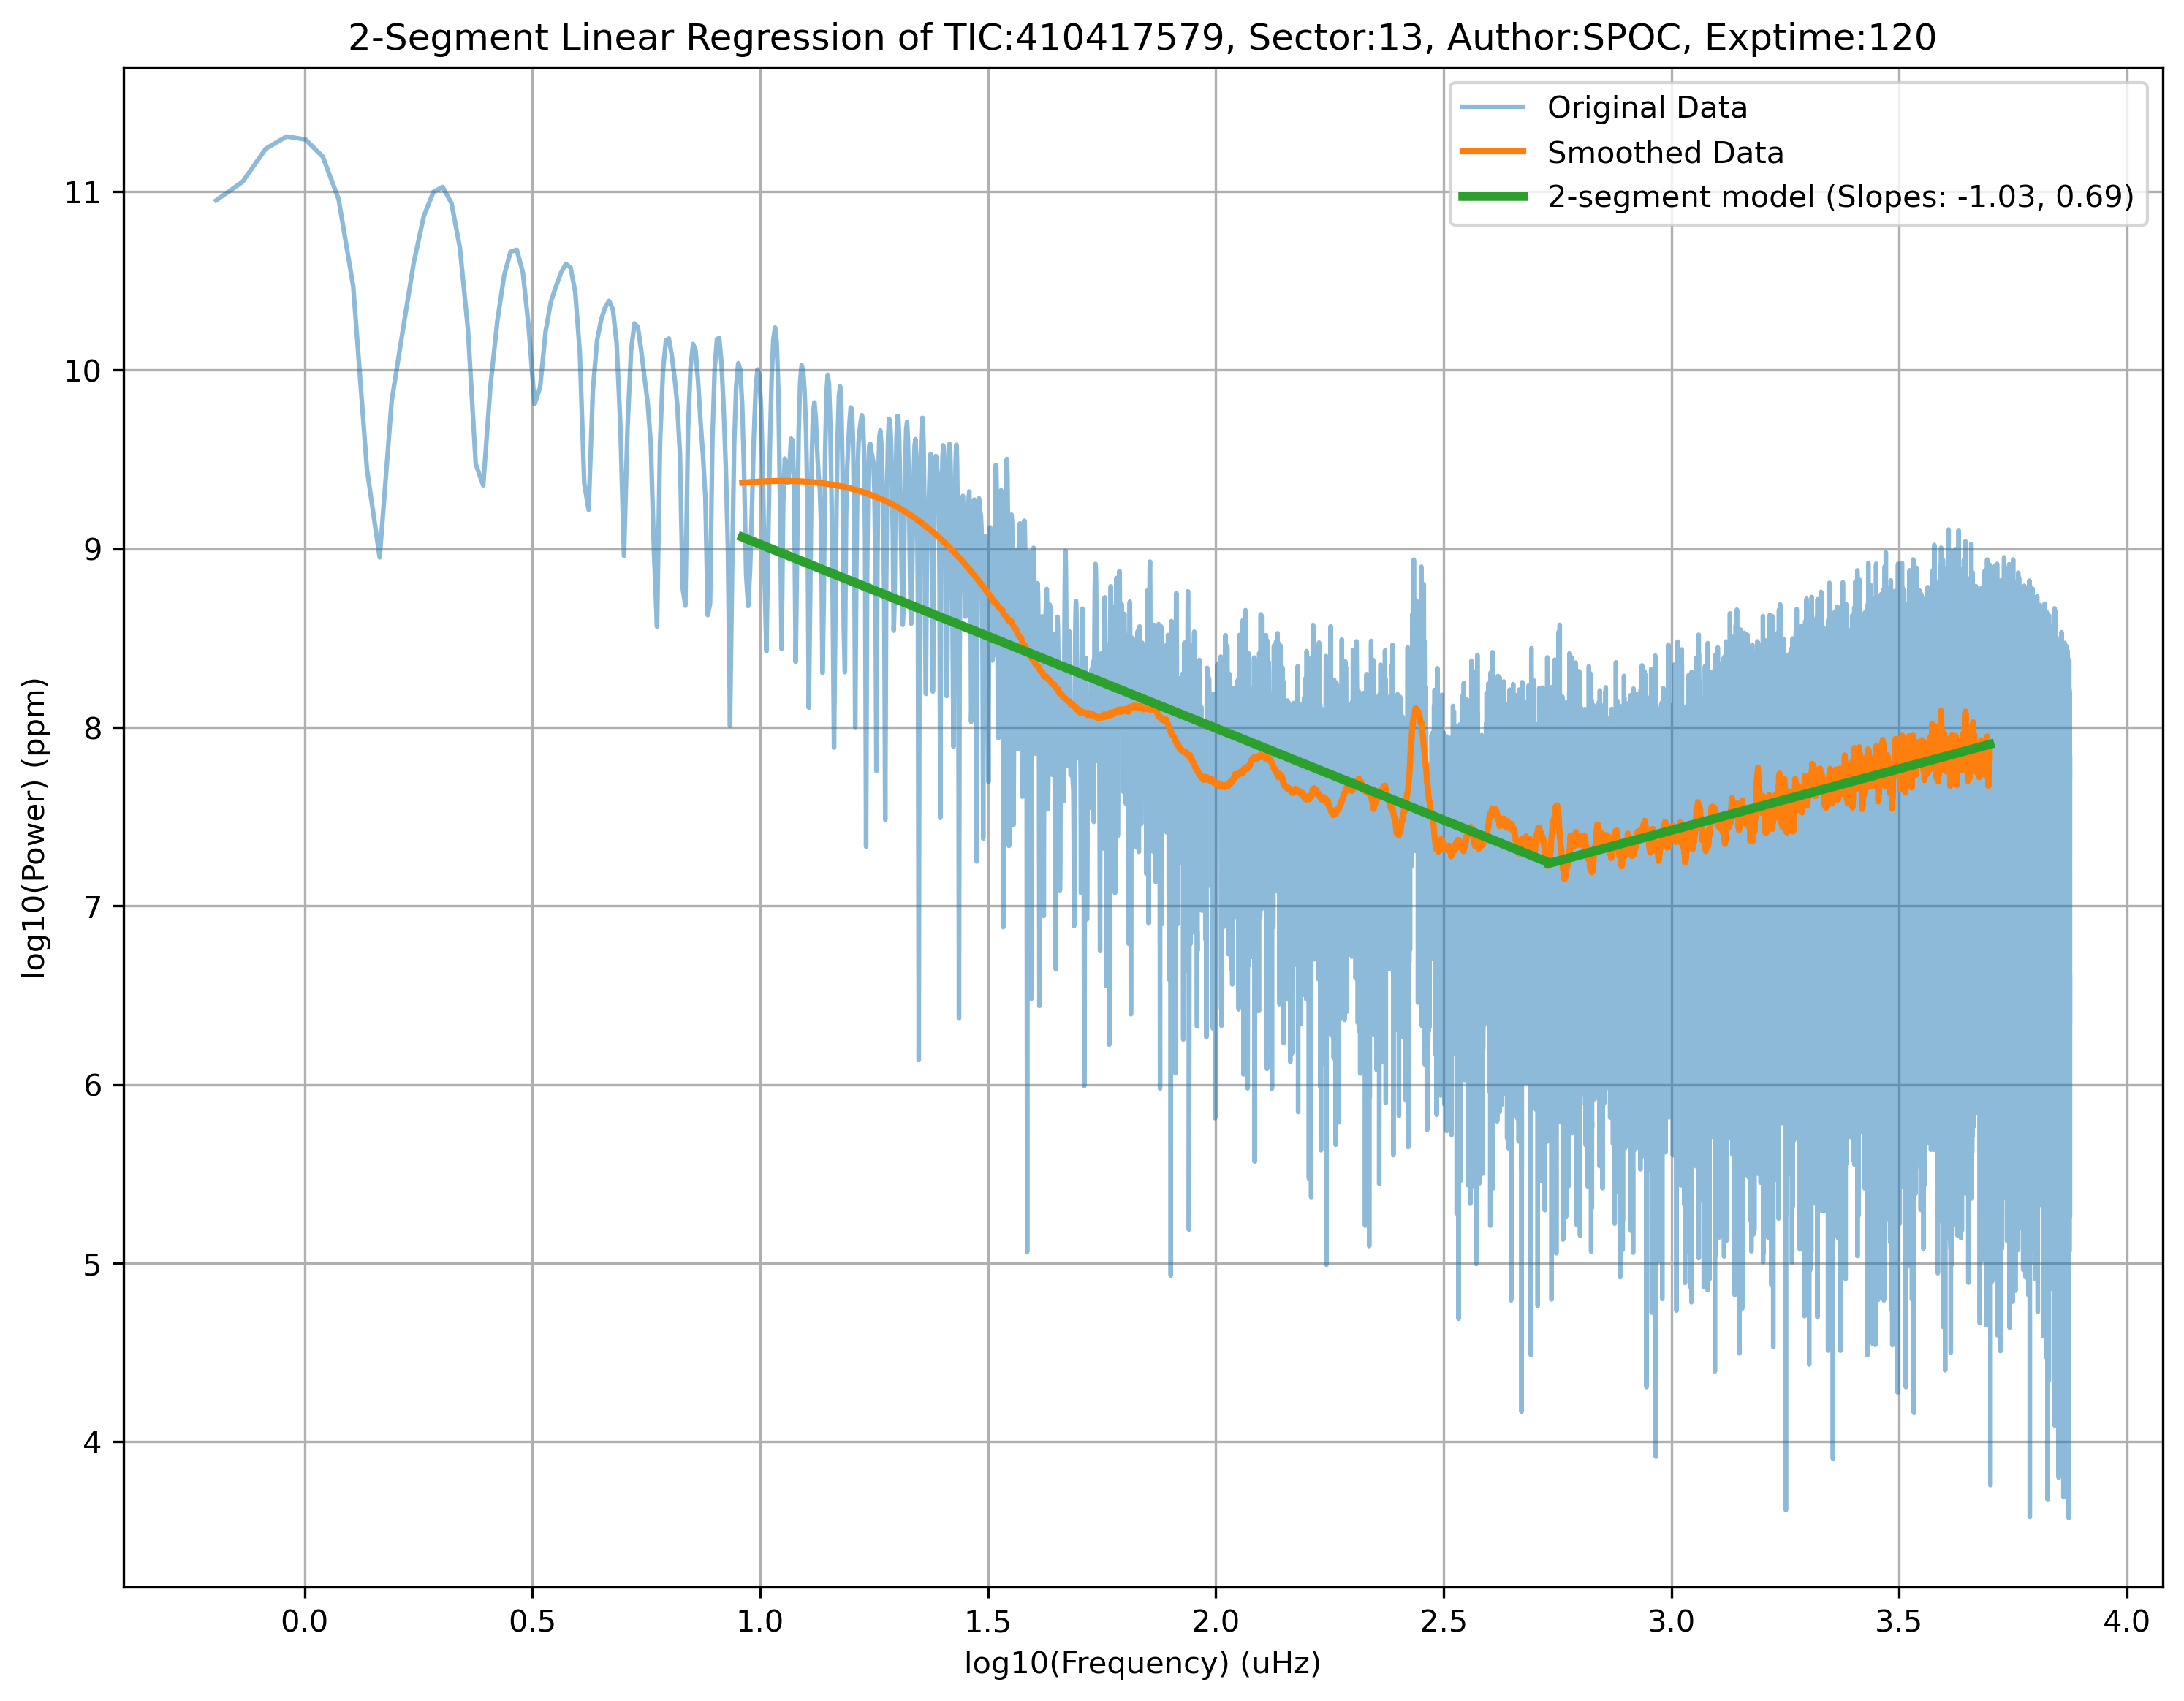 2-Segment Linear Regression of TIC:410417579, Sector:13, Author:SPOC, Exptime:120
Original Data
Smoothed Data
2-segment model (Slopes: -1.03, 0.69)
log10(Power) (ppm)
11
10
9
8
7
6
5
4
0.0 0.5 1.0 1.5 2.0 2.5 3.0 3.5 4.0
log10(Frequency) (uHz)